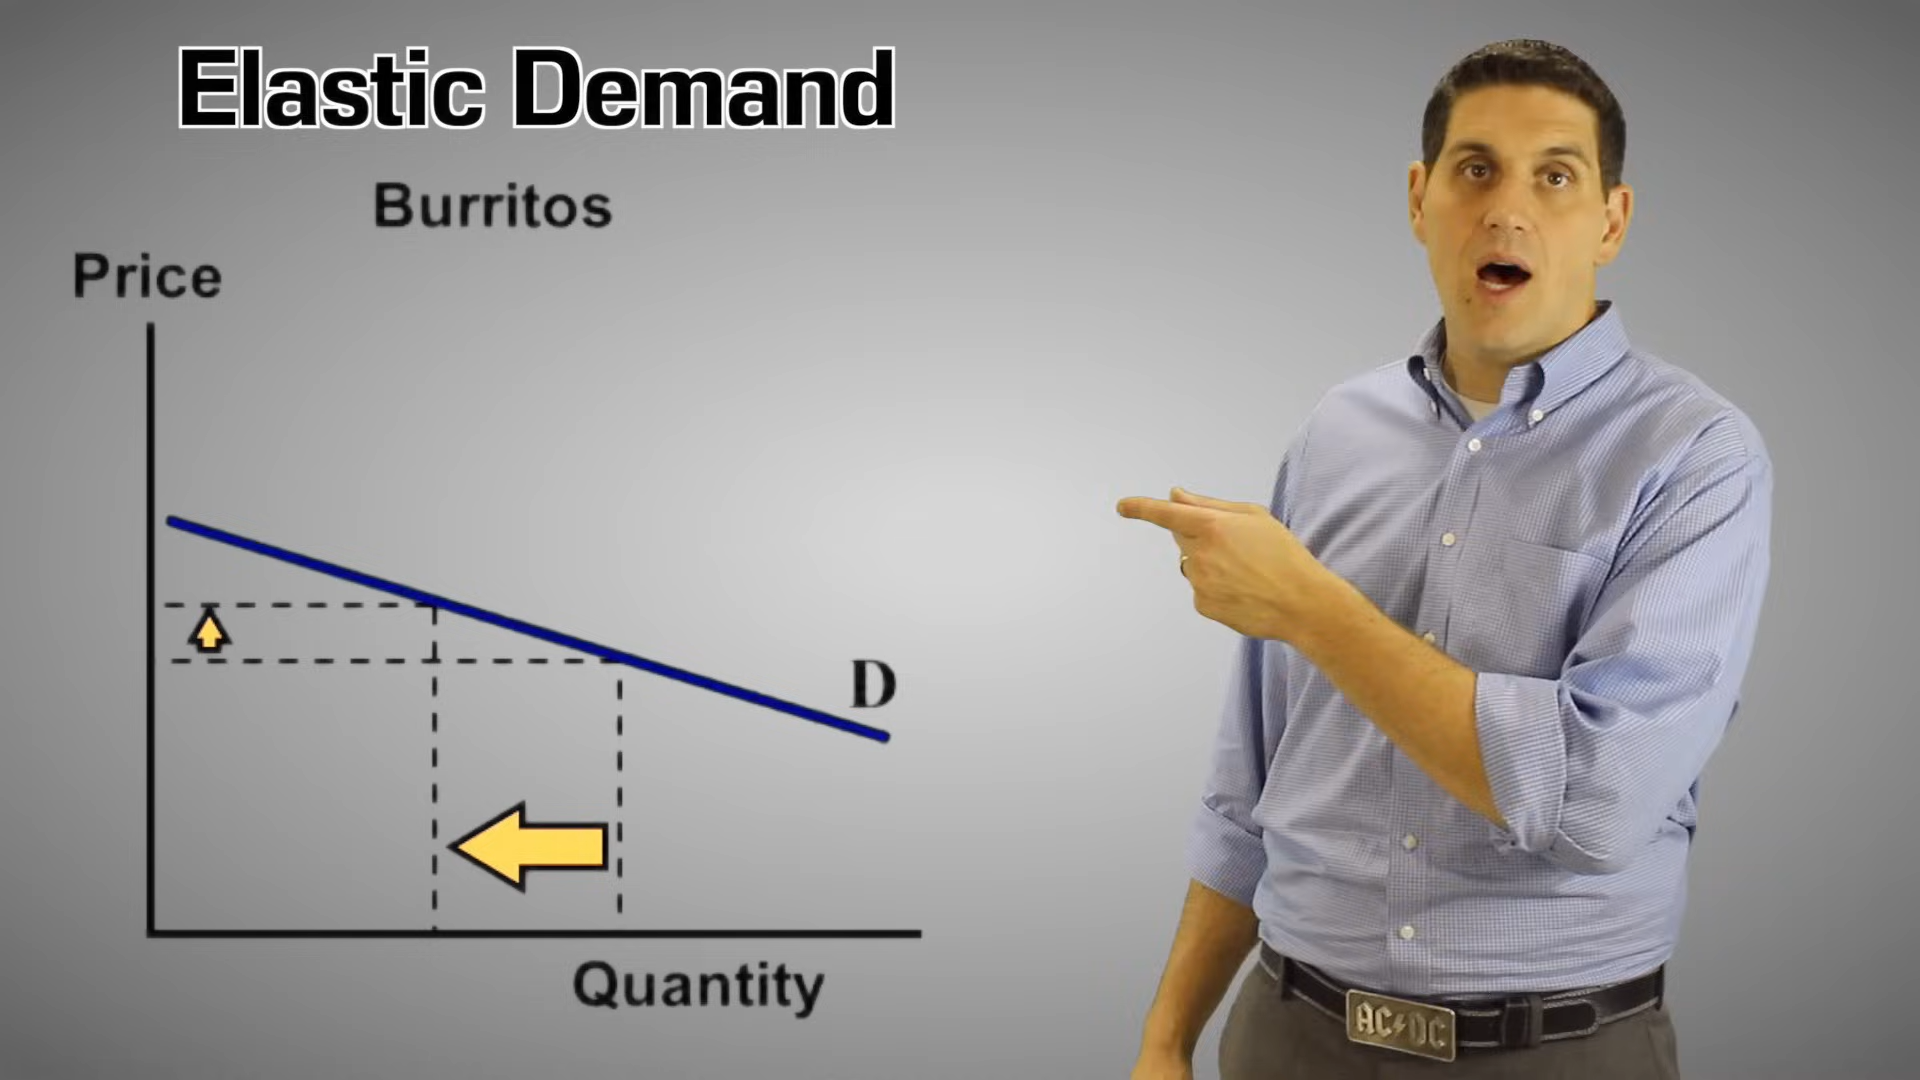 Elastic Demand
Burritos
Price
D
Quantity
AC⚡DC